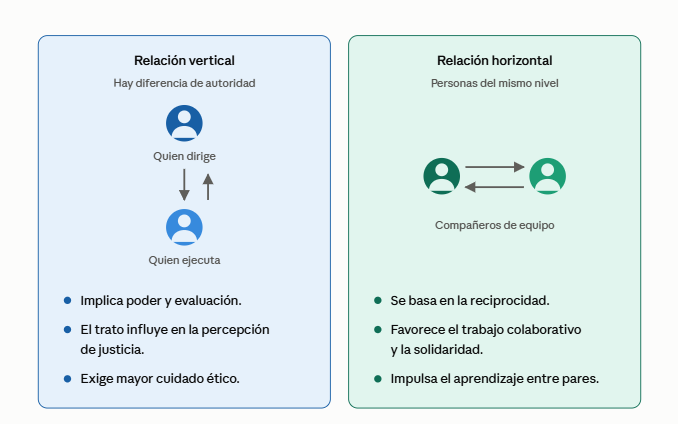 Relación vertical
Hay diferencia de autoridad
Quien dirige
Quien ejecuta
● Implica poder y evaluación.
● El trato influye en la percepción
de justicia.
● Exige mayor cuidado ético.
Relación horizontal
Personas del mismo nivel
Compañeros de equipo
● Se basa en la reciprocidad.
● Favorece el trabajo colaborativo
y la solidaridad.
● Impulsa el aprendizaje entre pares.